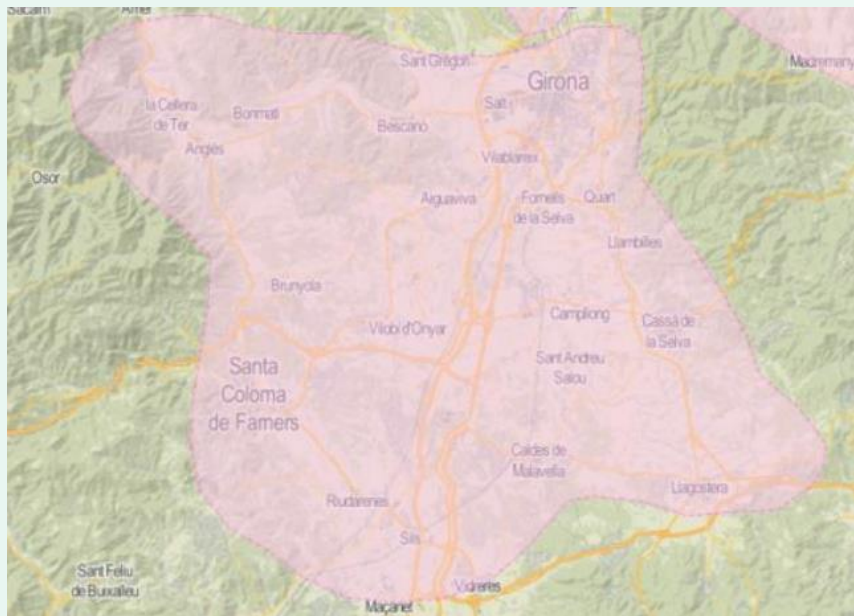 Amer
Madremany
Sant Gregori
Girona
la Cellera
de Ter
Bonmatí
Salt
Bescanó
Anglès
Vilablareix
Osor
Aiguaviva
Fornells
de la Selva
Quart
Llambilles
Brunyola
Vilobí d'Onyar
Campllong
Cassà de
la Selva
Santa
Coloma
de Farners
Sant Andreu
Salou
Caldes de
Malavella
Llagostera
Riudarenes
Sils
Sant Feliu
de Buixalleu
Vidreres
Maçanet